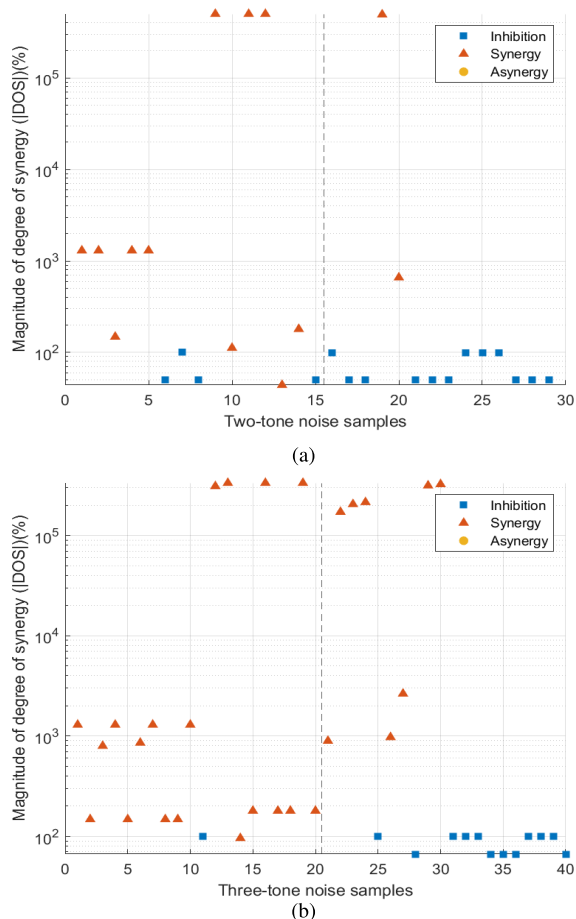 Magnitude of degree of synergy (|DOS|)(%)
10^5
10^4
10^3
10^2
Inhibition
Synergy
Asynergy
0 5 10 15 20 25 30
Two-tone noise samples
(a)
Magnitude of degree of synergy (|DOS|)(%)
10^5
10^4
10^3
10^2
Inhibition
Synergy
Asynergy
0 5 10 15 20 25 30 35 40
Three-tone noise samples
(b)